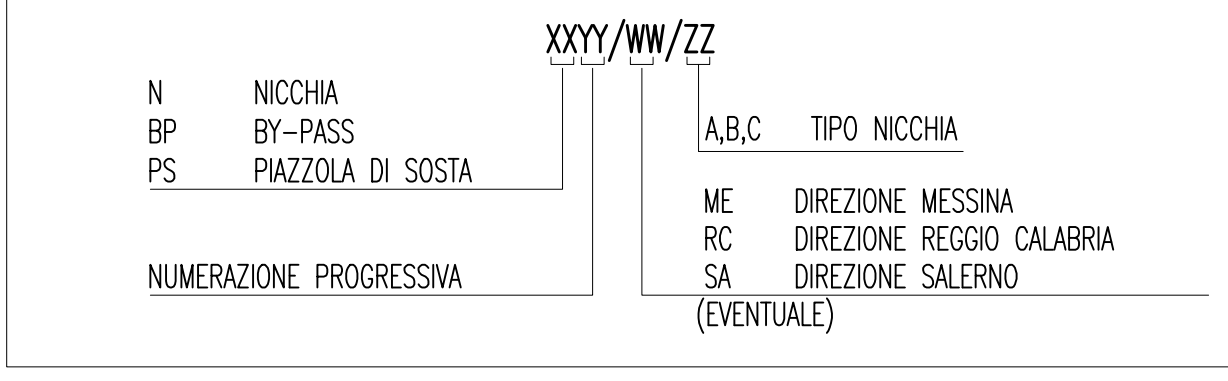 XXYY/WW/ZZ
N NICCHIA
BP BY-PASS
PS PIAZZOLA DI SOSTA
NUMERAZIONE PROGRESSIVA
A,B,C TIPO NICCHIA
ME DIREZIONE MESSINA
RC DIREZIONE REGGIO CALABRIA
SA DIREZIONE SALERNO
(EVENTUALE)